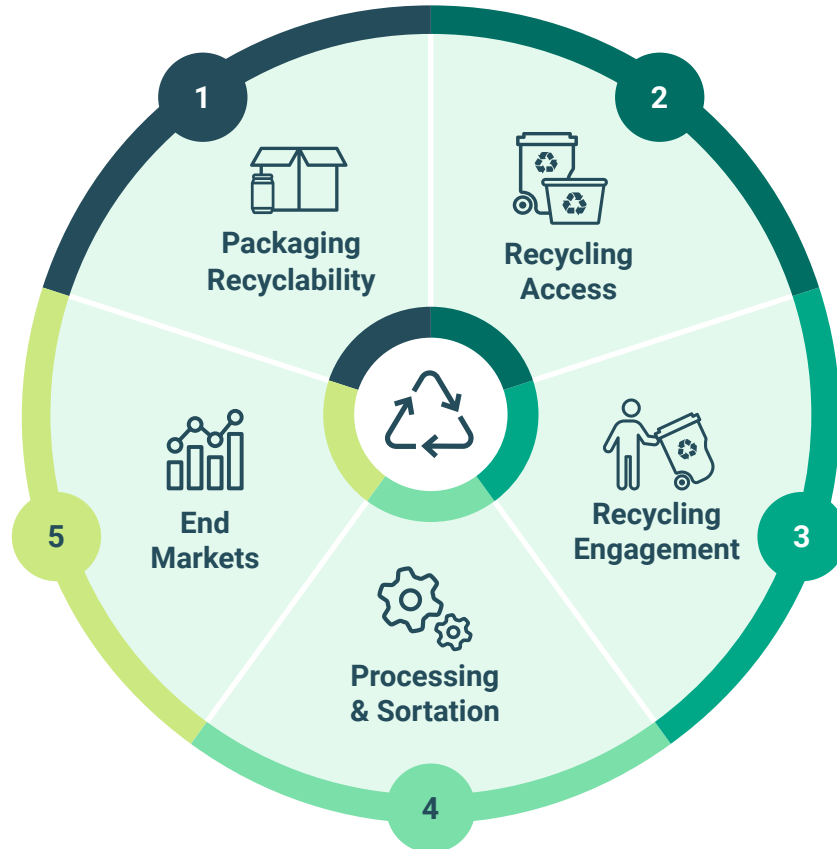 1
Packaging
Recyclability
2
Recycling
Access
3
Recycling
Engagement
4
Processing
& Sortation
5
End
Markets